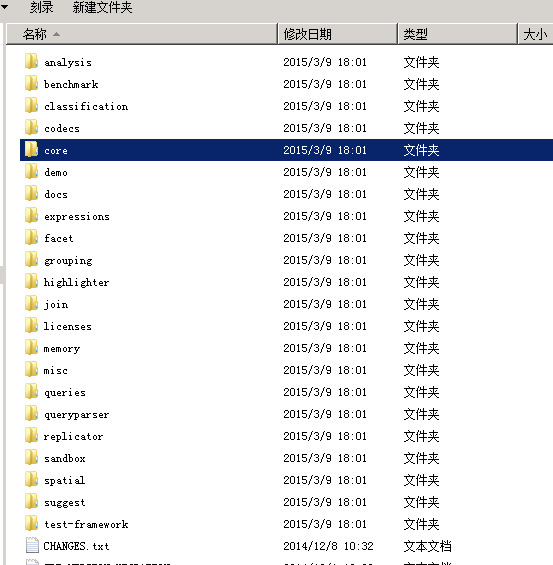 刻录 新建文件夹
名称 修改日期 类型 大小
analysis 2015/3/9 18:01 文件夹
benchmark 2015/3/9 18:01 文件夹
classification 2015/3/9 18:01 文件夹
codecs 2015/3/9 18:01 文件夹
core 2015/3/9 18:01 文件夹
demo 2015/3/9 18:01 文件夹
docs 2015/3/9 18:01 文件夹
expressions 2015/3/9 18:01 文件夹
facet 2015/3/9 18:01 文件夹
grouping 2015/3/9 18:01 文件夹
highlighter 2015/3/9 18:01 文件夹
join 2015/3/9 18:01 文件夹
licenses 2015/3/9 18:01 文件夹
memory 2015/3/9 18:01 文件夹
misc 2015/3/9 18:01 文件夹
queries 2015/3/9 18:01 文件夹
queryparser 2015/3/9 18:01 文件夹
replicator 2015/3/9 18:01 文件夹
sandbox 2015/3/9 18:01 文件夹
spatial 2015/3/9 18:01 文件夹
suggest 2015/3/9 18:01 文件夹
test-framework 2015/3/9 18:01 文件夹
CHANGES.txt 2014/12/8 10:32 文本文档